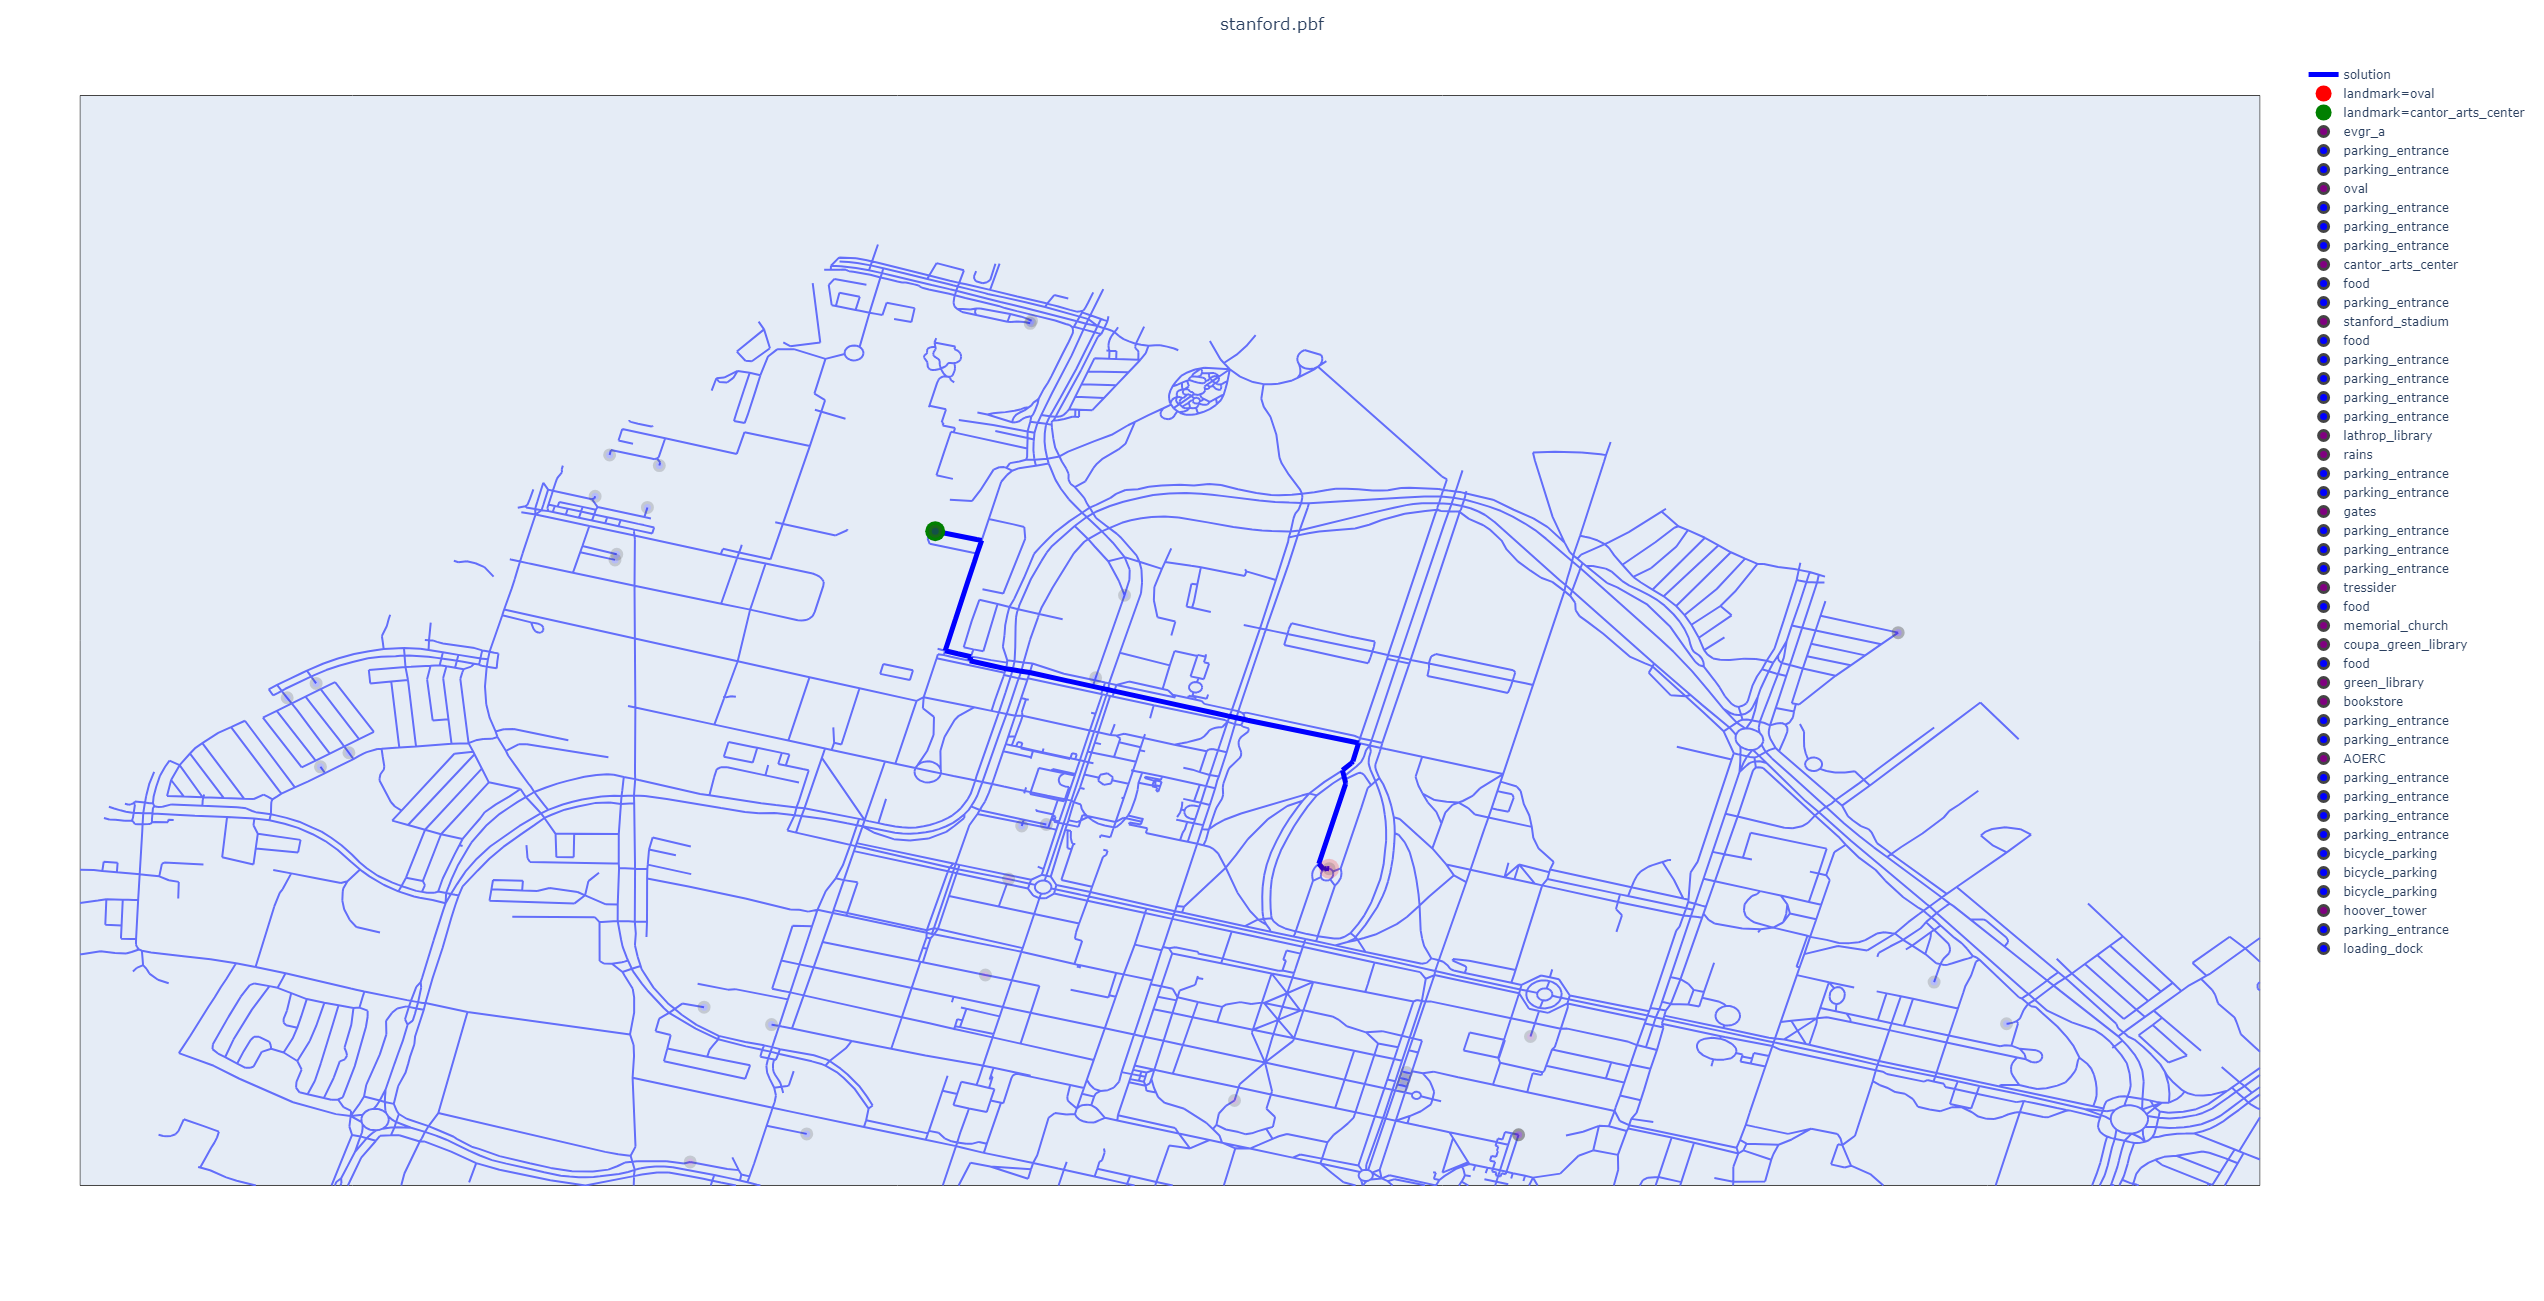 stanford.pbf
solution
landmark=oval
landmark=cantor_arts_center
evgr_a
parking_entrance
parking_entrance
oval
parking_entrance
parking_entrance
parking_entrance
cantor_arts_center
food
parking_entrance
stanford_stadium
food
parking_entrance
parking_entrance
parking_entrance
parking_entrance
lathrop_library
rains
parking_entrance
parking_entrance
gates
parking_entrance
parking_entrance
parking_entrance
tressider
food
memorial_church
coupa_green_library
food
green_library
bookstore
parking_entrance
parking_entrance
AOERC
parking_entrance
parking_entrance
parking_entrance
parking_entrance
bicycle_parking
bicycle_parking
bicycle_parking
hoover_tower
parking_entrance
loading_dock